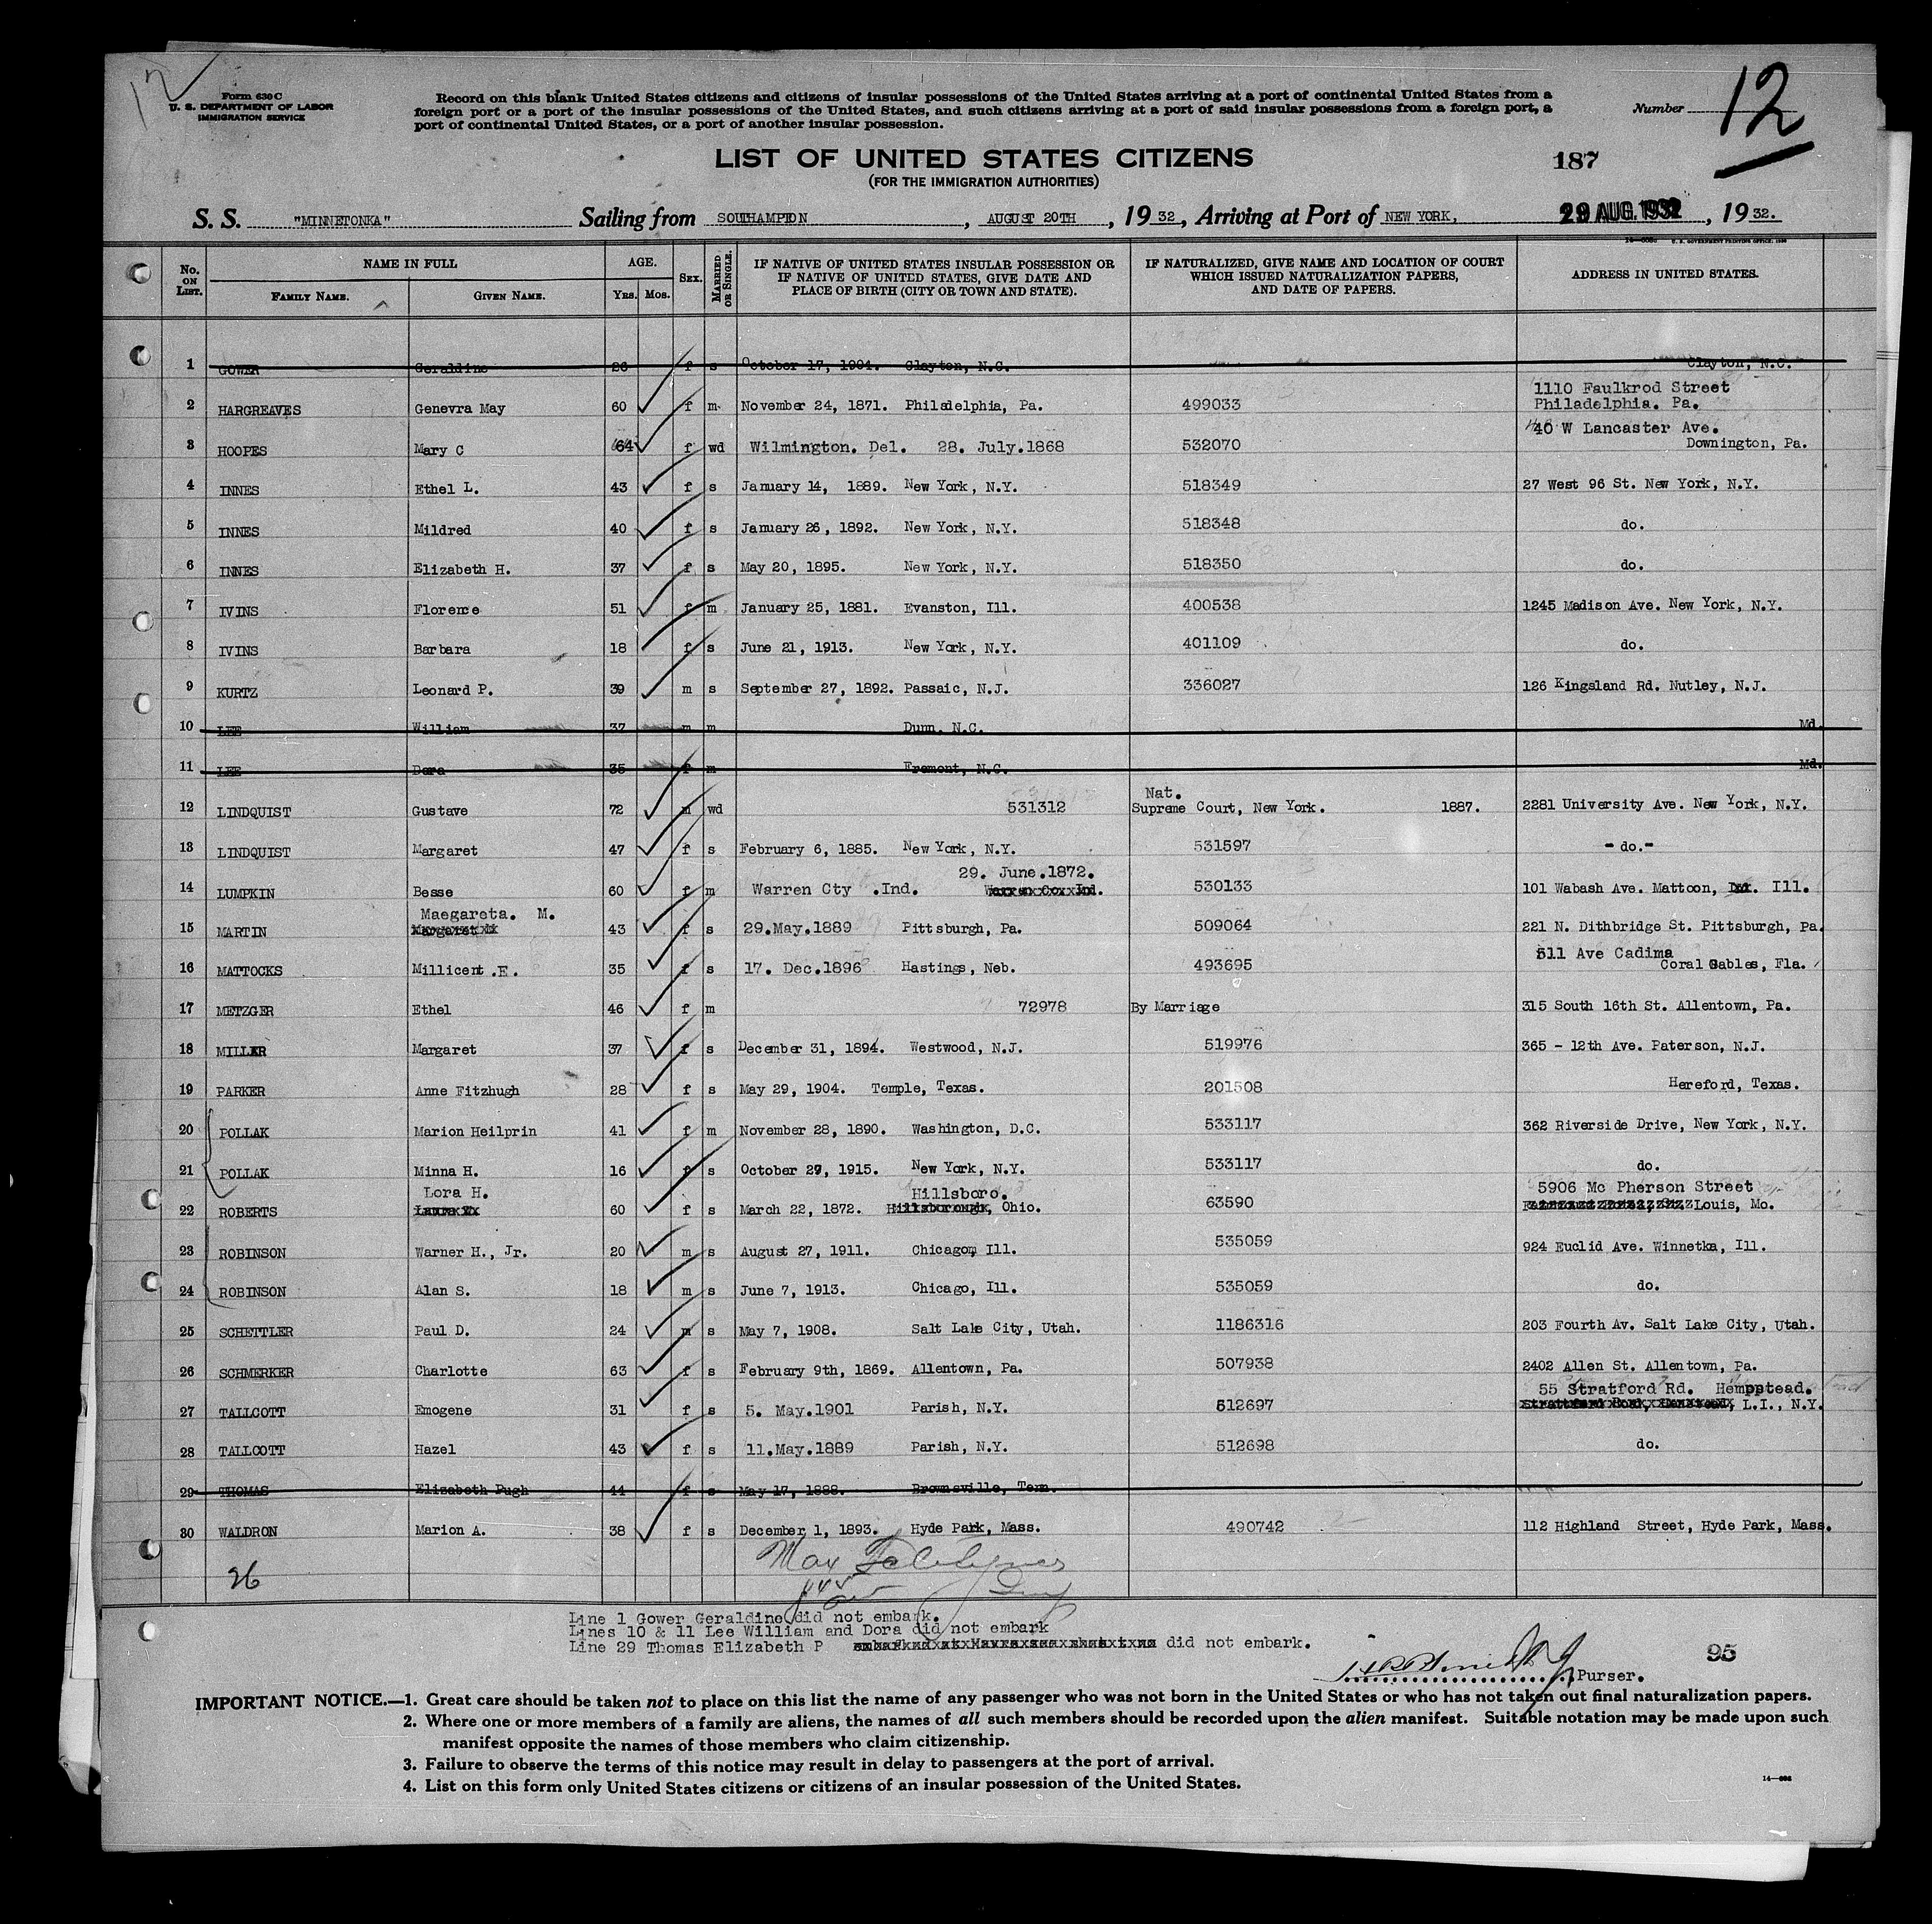 12
Form 630 C
U. S. DEPARTMENT OF LABOR
IMMIGRATION SERVICE
Record on this blank United States citizens and citizens of insular possessions of the United States arriving at a port of continental United States from a
foreign port or a port of the insular possessions of the United States, and such citizens arriving at a port of said insular possessions from a foreign port, a
port of continental United States, or a port of another insular possession.
Number 12
LIST OF UNITED STATES CITIZENS
(FOR THE IMMIGRATION AUTHORITIES)
187
S. S. "MINNETONKA" Sailing from SOUTHAMPTON, AUGUST 20TH, 1932, Arriving at Port of NEW YORK, 29 AUG. 1932, 1932.
No. ON LIST. NAME IN FULL FAMILY NAME. GIVEN NAME. AGE. YRS. MOS. SEX. MARRIED OR SINGLE. IF NATIVE OF UNITED STATES INSULAR POSSESSION OR IF NATIVE OF UNITED STATES, GIVE DATE AND PLACE OF BIRTH (CITY OR TOWN AND STATE). IF NATURALIZED, GIVE NAME AND LOCATION OF COURT WHICH ISSUED NATURALIZATION PAPERS, AND DATE OF PAPERS. ADDRESS IN UNITED STATES.
1 GOWER Geraldine 26 f s October 17, 1904. Clayton, N.C. Clayton, N.C.
1110 Faulkrod Street
2 HARGREAVES Genevra May 60 f m November 24, 1871. Philadelphia, Pa. 499033 Philadelphia. Pa.
40 W Lancaster Ave.
3 HOOPES Mary C 64 f wd Wilmington. Del. 28. July.1868 532070 Downington, Pa.
4 INNES Ethel L. 43 f s January 14, 1889. New York, N.Y. 518349 27 West 96 St. New York, N.Y.
5 INNES Mildred 40 f s January 26, 1892. New York, N.Y. 518348 do.
6 INNES Elizabeth H. 37 f s May 20, 1895. New York, N.Y. 518350 do.
7 IVINS Florence 51 f m January 25, 1881. Evanston, Ill. 400538 1245 Madison Ave. New York, N.Y.
8 IVINS Barbara 18 f s June 21, 1913. New York, N.Y. 401109 do.
9 KURTZ Leonard P. 39 m s September 27, 1892. Passaic, N.J. 336027 126 Kingsland Rd. Nutley, N.J.
10 LEE William 37 m m Dunn, N.C. Md.
11 LEE Dora 35 f m Fremont, N.C. Md.
Nat.
12 LINDQUIST Gustave 72 m wd 531312 Supreme Court, New York. 1887. 2281 University Ave. New York, N.Y.
13 LINDQUIST Margaret 47 f s February 6, 1885. New York, N.Y. 531597 - do.-
29. June.1872.
14 LUMPKIN Besse 60 f m Warren Cty .Ind. 530133 101 Wabash Ave. Mattoon, Ill.
Maegareta. M.
15 MARTIN 43 f s 29.May.1889 Pittsburgh, Pa. 509064 221 N. Dithbridge St. Pittsburgh, Pa.
511 Ave Cadima
16 MATTOCKS Millicent .E. 35 f s 17. Dec.1896 Hastings, Neb. 493695 Coral Gables, Fla.
17 METZGER Ethel 46 f m 72978 By Marriage 315 South 16th St. Allentown, Pa.
18 MILLER Margaret 37 f s December 31, 1894. Westwood, N.J. 519976 365 - 12th Ave. Paterson, N.J.
19 PARKER Anne Fitzhugh 28 f s May 29, 1904. Temple, Texas. 201508 Hereford, Texas.
20 POLLAK Marion Heilprin 41 f m November 28, 1890. Washington, D.C. 533117 362 Riverside Drive, New York, N.Y.
21 POLLAK Minna H. 16 f s October 29, 1915. New York, N.Y. 533117 do.
Lora H. Hillsboro. 5906 Mc Pherson Street
22 ROBERTS 60 f s March 22, 1872. Hillsborough, Ohio. 63590 Louis, Mo.
23 ROBINSON Warner H., Jr. 20 m s August 27, 1911. Chicago, Ill. 535059 924 Euclid Ave. Winnetka, Ill.
24 ROBINSON Alan S. 18 m s June 7, 1913. Chicago, Ill. 535059 do.
25 SCHETTLER Paul D. 24 m s May 7, 1908. Salt Lake City, Utah. 1186316 203 Fourth Av. Salt Lake City, Utah.
26 SCHMERKER Charlotte 63 f s February 9th, 1869. Allentown, Pa. 507938 2402 Allen St. Allentown, Pa.
55 Stratford Rd. Hempstead.
27 TALLCOTT Emogene 31 f s 5. May.1901 Parish, N.Y. 512697 L.I., N.Y.
28 TALLCOTT Hazel 43 f s 11.May.1889 Parish, N.Y. 512698 do.
29 THOMAS Elizabeth Pugh 44 f s May 17, 1888. Brownsville, Tenn.
30 WALDRON Marion A. 38 f s December 1, 1893. Hyde Park, Mass. 490742 112 Highland Street, Hyde Park, Mass.
26
Line 1 Gower Geraldine did not embark.
Lines 10 & 11 Lee William and Dora did not embark
Line 29 Thomas Elizabeth P did not embark.
95
Purser.
IMPORTANT NOTICE.—1. Great care should be taken not to place on this list the name of any passenger who was not born in the United States or who has not taken out final naturalization papers.
2. Where one or more members of a family are aliens, the names of all such members should be recorded upon the alien manifest. Suitable notation may be made upon such
manifest opposite the names of those members who claim citizenship.
3. Failure to observe the terms of this notice may result in delay to passengers at the port of arrival.
4. List on this form only United States citizens or citizens of an insular possession of the United States.